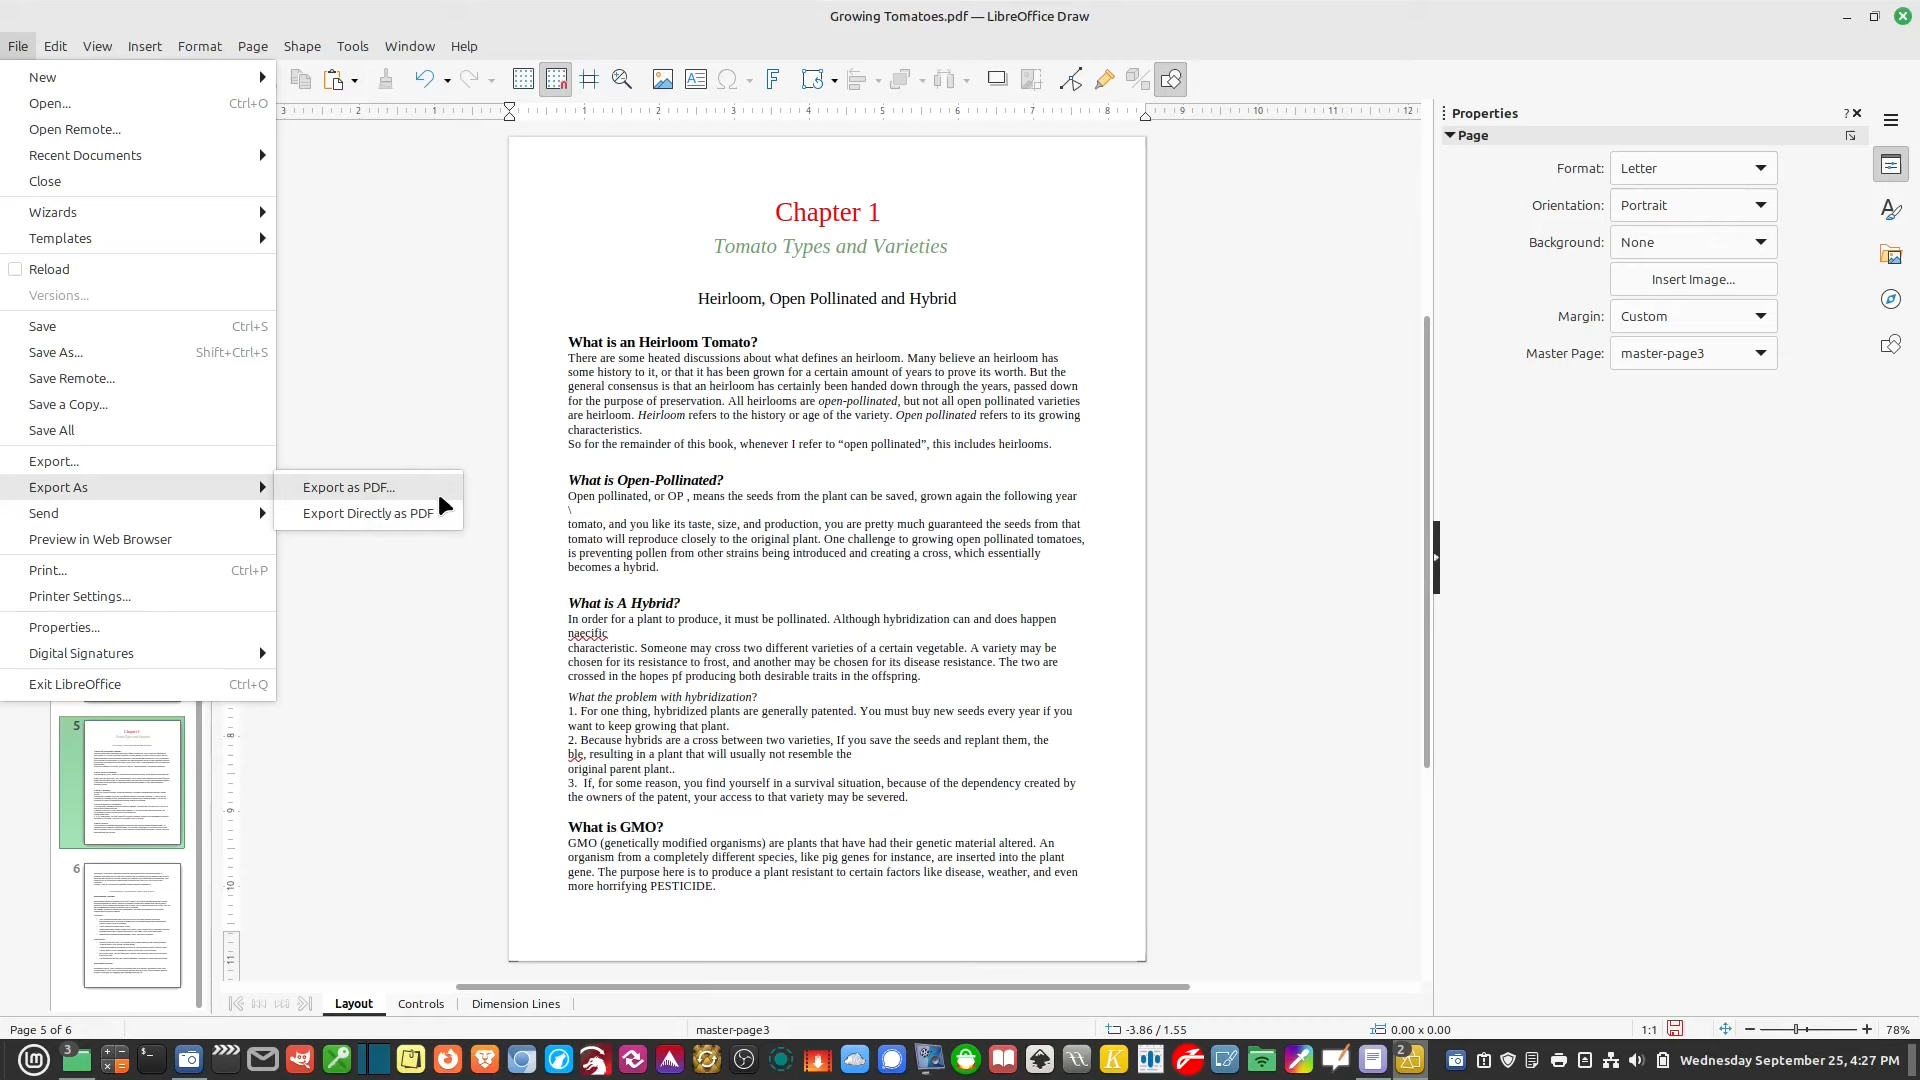 Growing Tomatoes.pdf — LibreOffice Draw
File Edit View Insert Format Page Shape Tools Window Help
New
Open... Ctrl+O
Open Remote...
Recent Documents
Close
Wizards
Templates
Reload
Versions...
Save Ctrl+S
Save As... Shift+Ctrl+S
Save Remote...
Save a Copy...
Save All
Export...
Export As
Send
Preview in Web Browser
Print... Ctrl+P
Printer Settings...
Properties...
Digital Signatures
Exit LibreOffice Ctrl+Q
Export as PDF...
Export Directly as PDF
3 2 1 1 2 3 4 5 6 7 8 9 10 11 12
Chapter 1
Tomato Types and Varieties
Heirloom, Open Pollinated and Hybrid
What is an Heirloom Tomato?
There are some heated discussions about what defines an heirloom. Many believe an heirloom has
some history to it, or that it has been grown for a certain amount of years to prove its worth. But the
general consensus is that an heirloom has certainly been handed down through the years, passed down
for the purpose of preservation. All heirlooms are open-pollinated, but not all open pollinated varieties
are heirloom. Heirloom refers to the history or age of the variety. Open pollinated refers to its growing
characteristics.
So for the remainder of this book, whenever I refer to “open pollinated”, this includes heirlooms.
What is Open-Pollinated?
Open pollinated, or OP , means the seeds from the plant can be saved, grown again the following year
\
tomato, and you like its taste, size, and production, you are pretty much guaranteed the seeds from that
tomato will reproduce closely to the original plant. One challenge to growing open pollinated tomatoes,
is preventing pollen from other strains being introduced and creating a cross, which essentially
becomes a hybrid.
What is A Hybrid?
In order for a plant to produce, it must be pollinated. Although hybridization can and does happen
naecific
characteristic. Someone may cross two different varieties of a certain vegetable. A variety may be
chosen for its resistance to frost, and another may be chosen for its disease resistance. The two are
crossed in the hopes pf producing both desirable traits in the offspring.
What the problem with hybridization?
1. For one thing, hybridized plants are generally patented. You must buy new seeds every year if you
want to keep growing that plant.
2. Because hybrids are a cross between two varieties, If you save the seeds and replant them, the
ble, resulting in a plant that will usually not resemble the
original parent plant..
3. If, for some reason, you find yourself in a survival situation, because of the dependency created by
the owners of the patent, your access to that variety may be severed.
What is GMO?
GMO (genetically modified organisms) are plants that have had their genetic material altered. An
organism from a completely different species, like pig genes for instance, are inserted into the plant
gene. The purpose here is to produce a plant resistant to certain factors like disease, weather, and even
more horrifying PESTICIDE.
Properties
Page
Format: Letter
Orientation: Portrait
Background: None
Insert Image...
Margin: Custom
Master Page: master-page3
5
6
8
9
10
11
Layout Controls Dimension Lines
Page 5 of 6 master-page3 -3.86 / 1.55 0.00 x 0.00 1:1 78%
3 2 Wednesday September 25, 4:27 PM